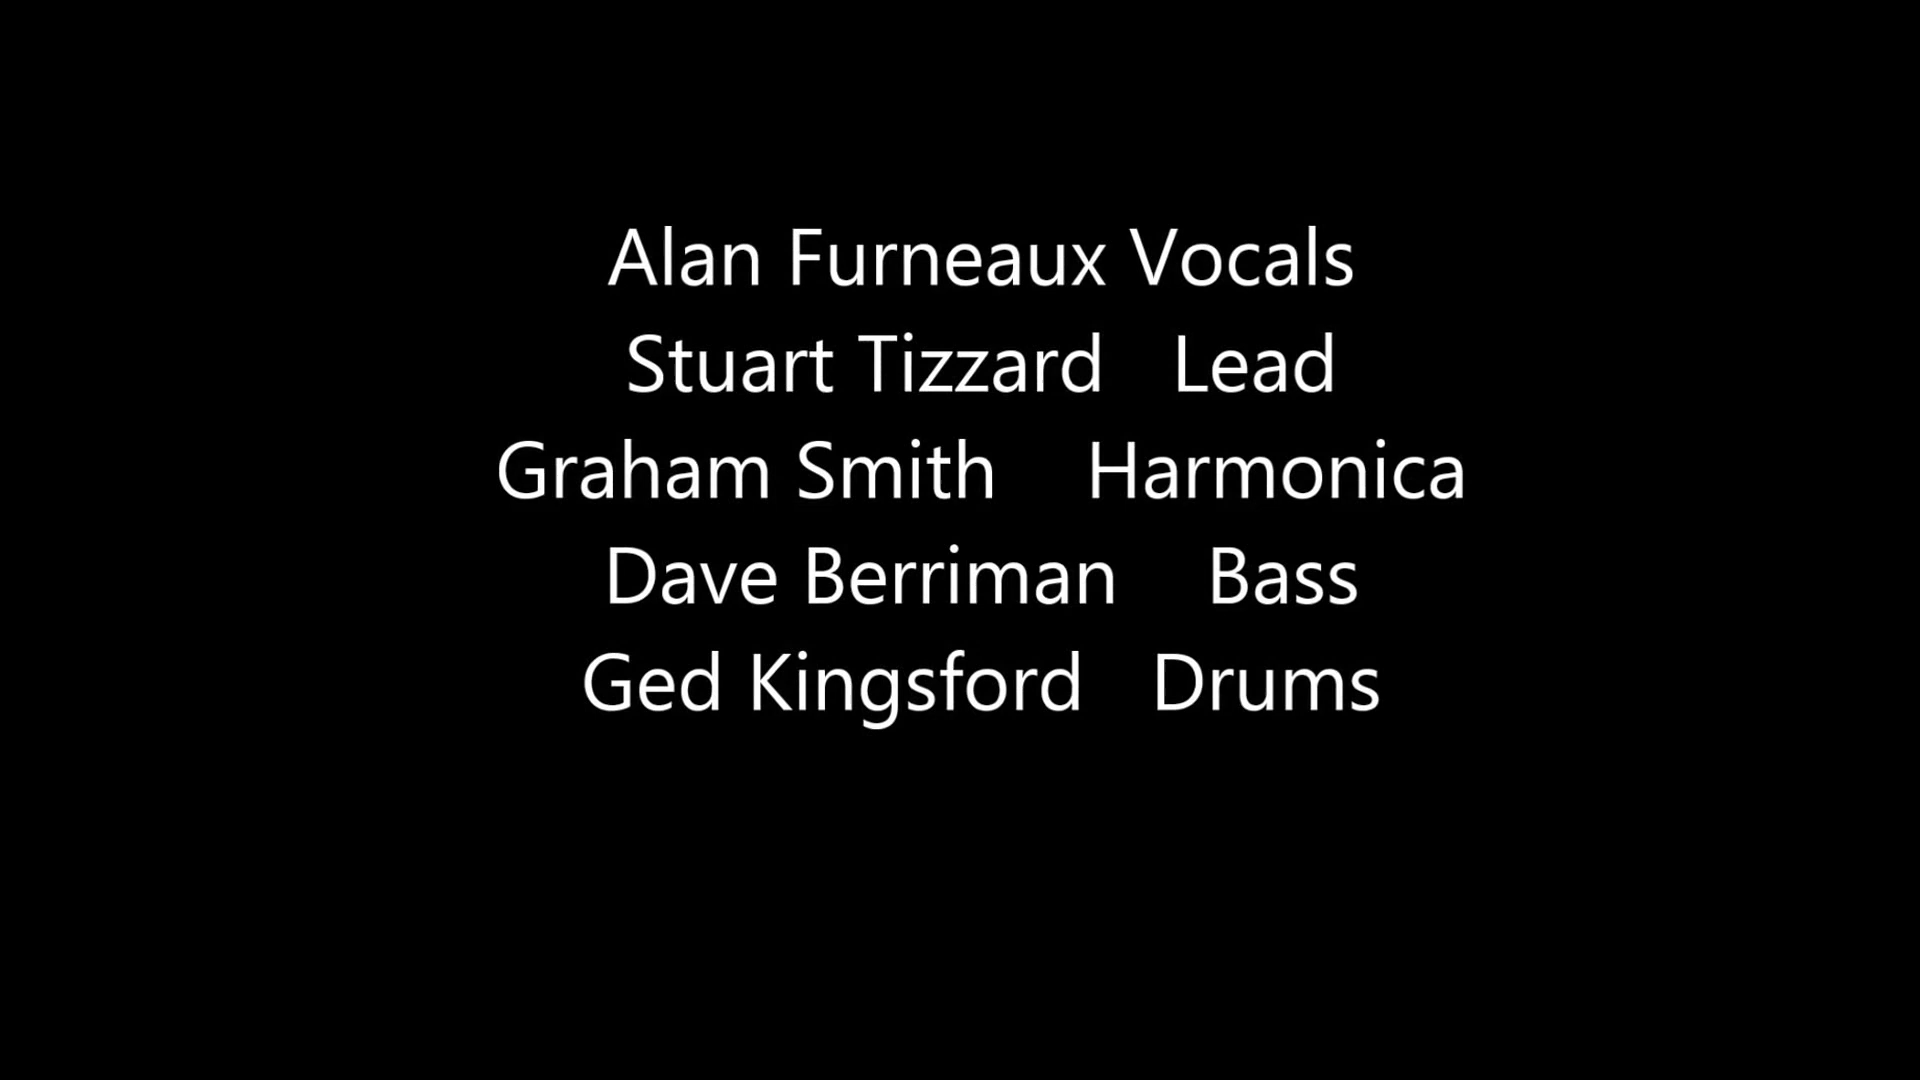 Alan Furneaux Vocals
Stuart Tizzard Lead
Graham Smith Harmonica
Dave Berriman Bass
Ged Kingsford Drums